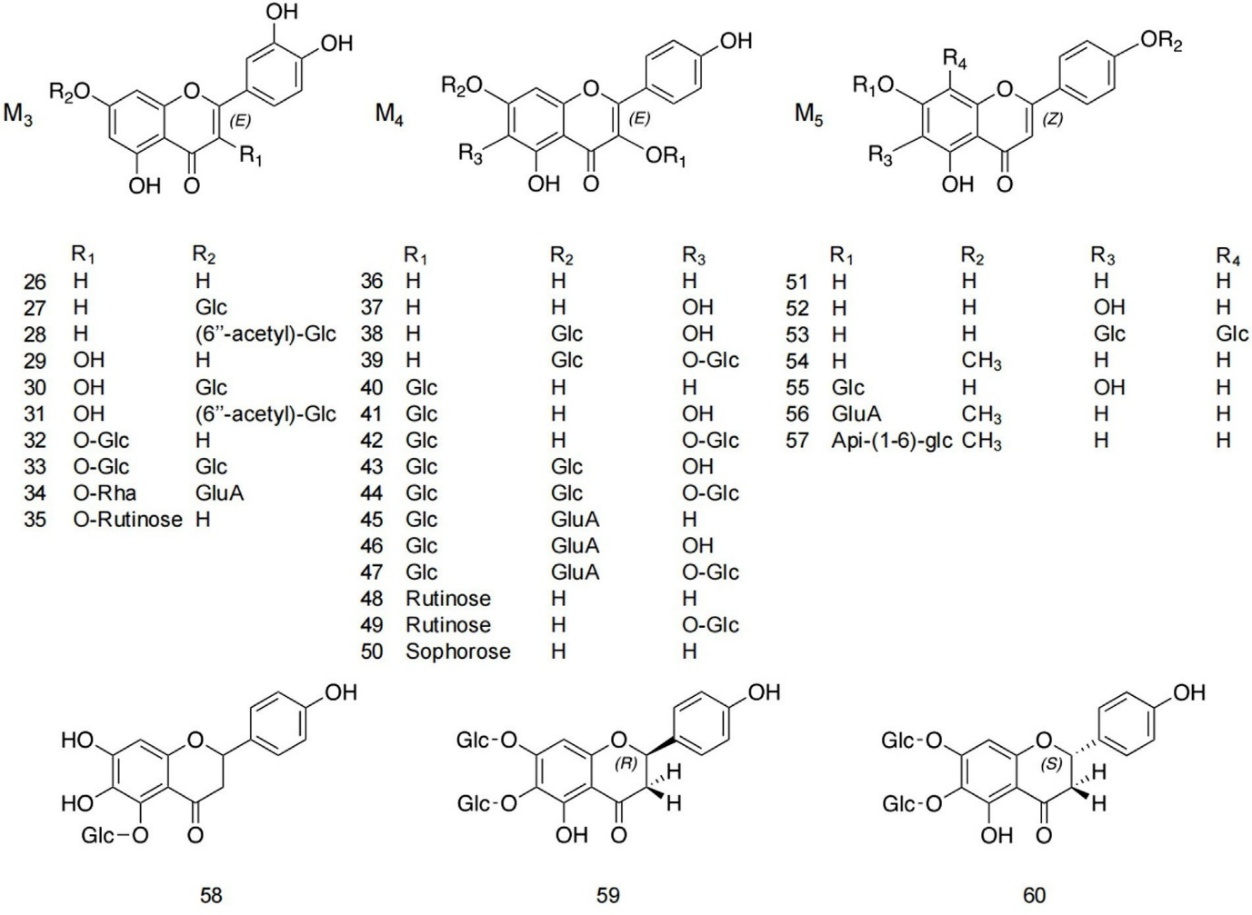 OH
OH
R2 O O
M3 (E)
R1
OH O
OH
R2 O O
M4 (E)
R3 OR1
OH O
R4 OR2
R1 O O
M5 (Z)
R3
OH O
R1 R2
26 H H
27 H Glc
28 H (6”-acetyl)-Glc
29 OH H
30 OH Glc
31 OH (6”-acetyl)-Glc
32 O-Glc H
33 O-Glc Glc
34 O-Rha GluA
35 O-Rutinose H
R1 R2 R3
36 H H H
37 H H OH
38 H Glc OH
39 H Glc O-Glc
40 Glc H H
41 Glc H OH
42 Glc H O-Glc
43 Glc Glc OH
44 Glc Glc O-Glc
45 Glc GluA H
46 Glc GluA OH
47 Glc GluA O-Glc
48 Rutinose H H
49 Rutinose H O-Glc
50 Sophorose H H
R1 R2 R3 R4
51 H H H H
52 H H OH H
53 H H Glc Glc
54 H CH3 H H
55 Glc H OH H
56 GluA CH3 H H
57 Api-(1-6)-glc CH3 H H
OH
HO O
HO
Glc-O O
58
OH
Glc-O O
(R) H
Glc-O H
OH O
59
OH
Glc-O O
(S) H
Glc-O H
OH O
60